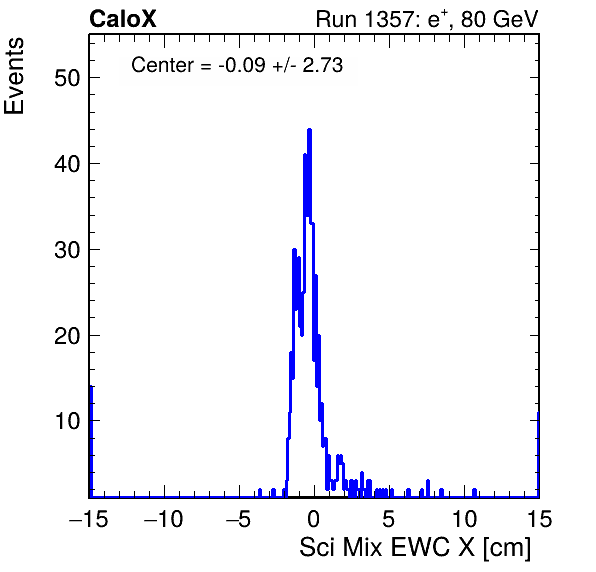 CaloX Run 1357: e⁺, 80 GeV
Events
Center = -0.09 +/- 2.73
50
40
30
20
10
−15 −10 −5 0 5 10 15
Sci Mix EWC X [cm]